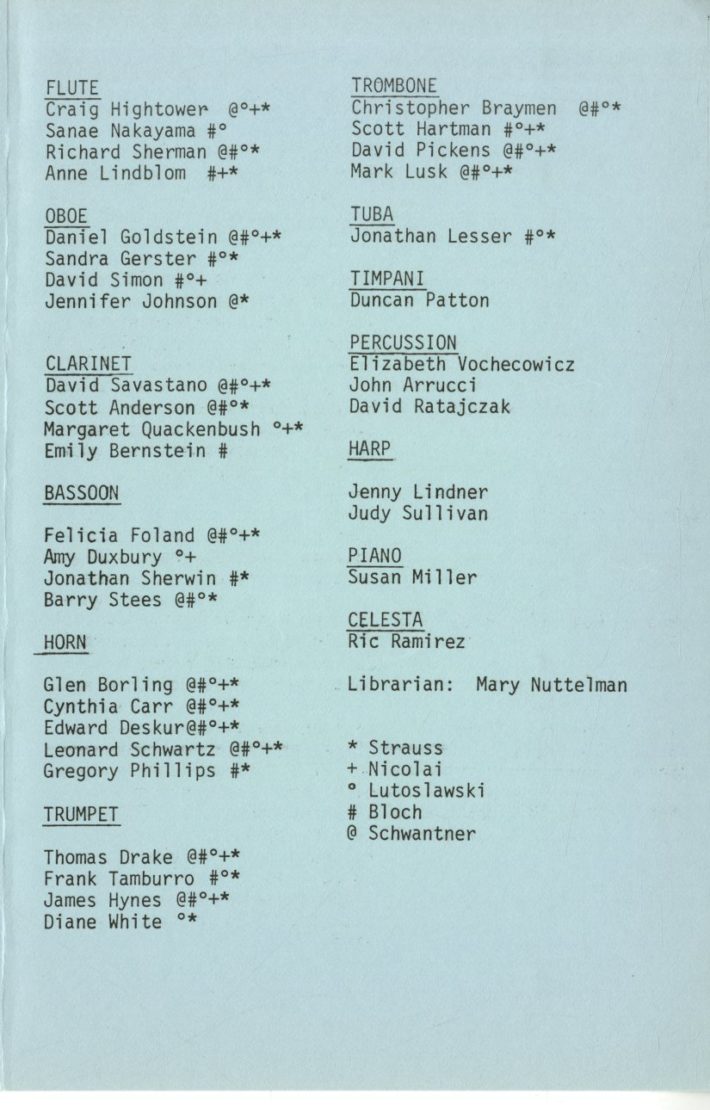 FLUTE
Craig Hightower @°+*
Sanae Nakayama #°
Richard Sherman @#°*
Anne Lindblom #+*
OBOE
Daniel Goldstein @#°+*
Sandra Gerster #°*
David Simon #°+
Jennifer Johnson @*
CLARINET
David Savastano @#°+*
Scott Anderson @#°*
Margaret Quackenbush °+*
Emily Bernstein #
BASSOON
Felicia Foland @#°+*
Amy Duxbury °+
Jonathan Sherwin #*
Barry Stees @#°*
HORN
Glen Borling @#°+*
Cynthia Carr @#°+*
Edward Deskur@#°+*
Leonard Schwartz @#°+*
Gregory Phillips #*
TRUMPET
Thomas Drake @#°+*
Frank Tamburro #°*
James Hynes @#°+*
Diane White °*
TROMBONE
Christopher Braymen @#°*
Scott Hartman #°+*
David Pickens @#°+*
Mark Lusk @#°+*
TUBA
Jonathan Lesser #°*
TIMPANI
Duncan Patton
PERCUSSION
Elizabeth Vochecowicz
John Arrucci
David Ratajczak
HARP
Jenny Lindner
Judy Sullivan
PIANO
Susan Miller
CELESTA
Ric Ramirez
Librarian: Mary Nuttelman
* Strauss
+ Nicolai
° Lutoslawski
# Bloch
@ Schwantner